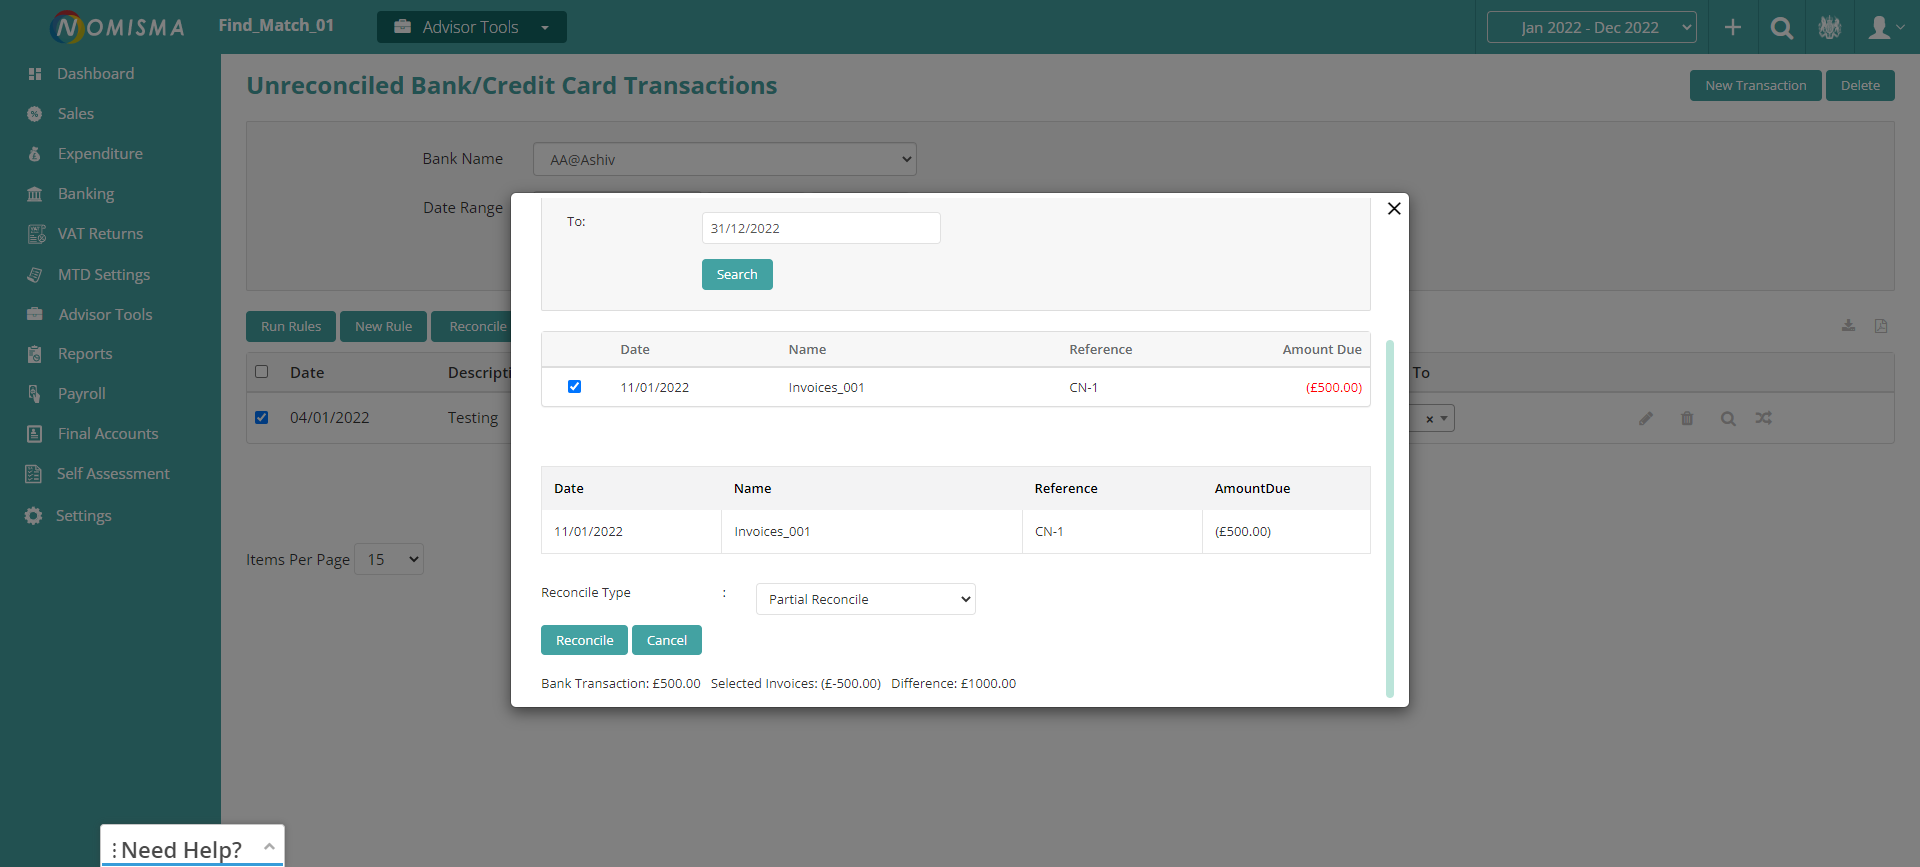 NOMISMA
Find_Match_01
Advisor Tools
Jan 2022 - Dec 2022
Dashboard
Sales
Expenditure
Banking
VAT Returns
MTD Settings
Advisor Tools
Reports
Payroll
Final Accounts
Self Assessment
Settings
Unreconciled Bank/Credit Card Transactions
New Transaction Delete
Bank Name AA@Ashiv
Date Range
Run Rules New Rule Reconcile
Date Descripti To
04/01/2022 Testing ×
Items Per Page 15
To: 31/12/2022
Search
Date Name Reference Amount Due
11/01/2022 Invoices_001 CN-1 (£500.00)
Date Name Reference AmountDue
11/01/2022 Invoices_001 CN-1 (£500.00)
Reconcile Type : Partial Reconcile
Reconcile Cancel
Bank Transaction: £500.00 Selected Invoices: (£-500.00) Difference: £1000.00
Need Help?